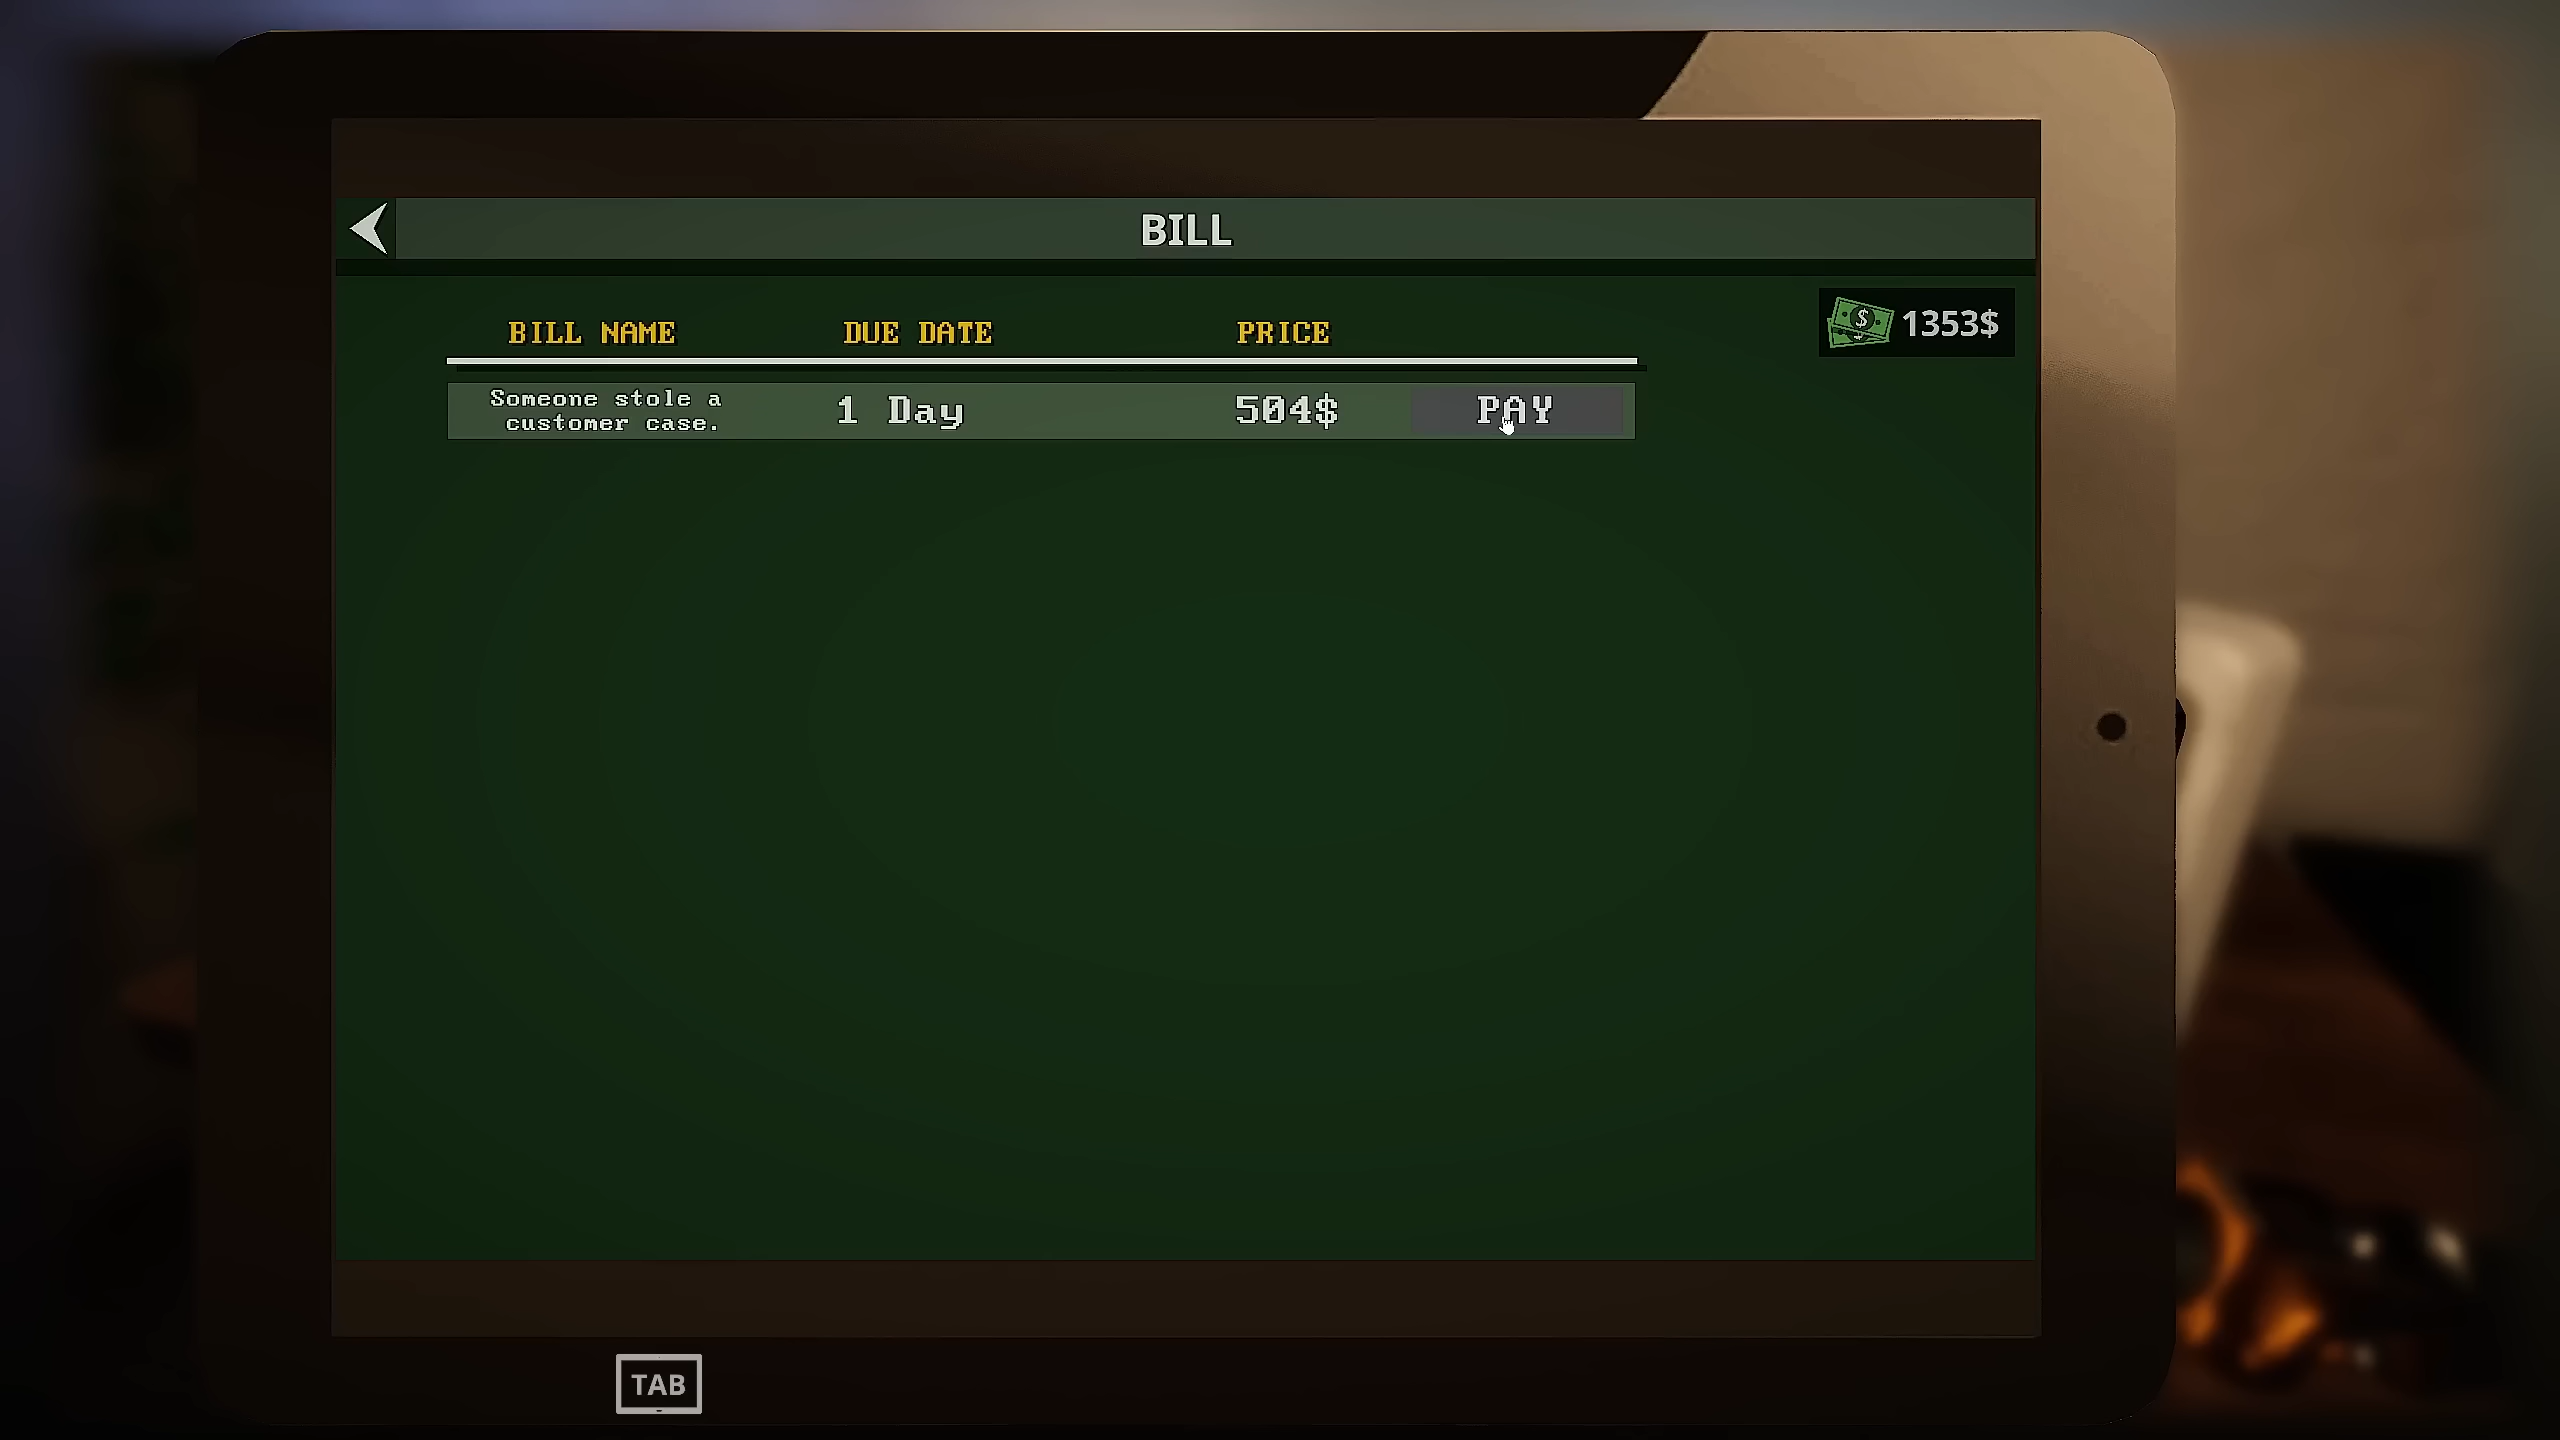 BILL
1353$
BILL NAME DUE DATE PRICE
Someone stole a
customer case.
1 Day 504$ PAY
TAB